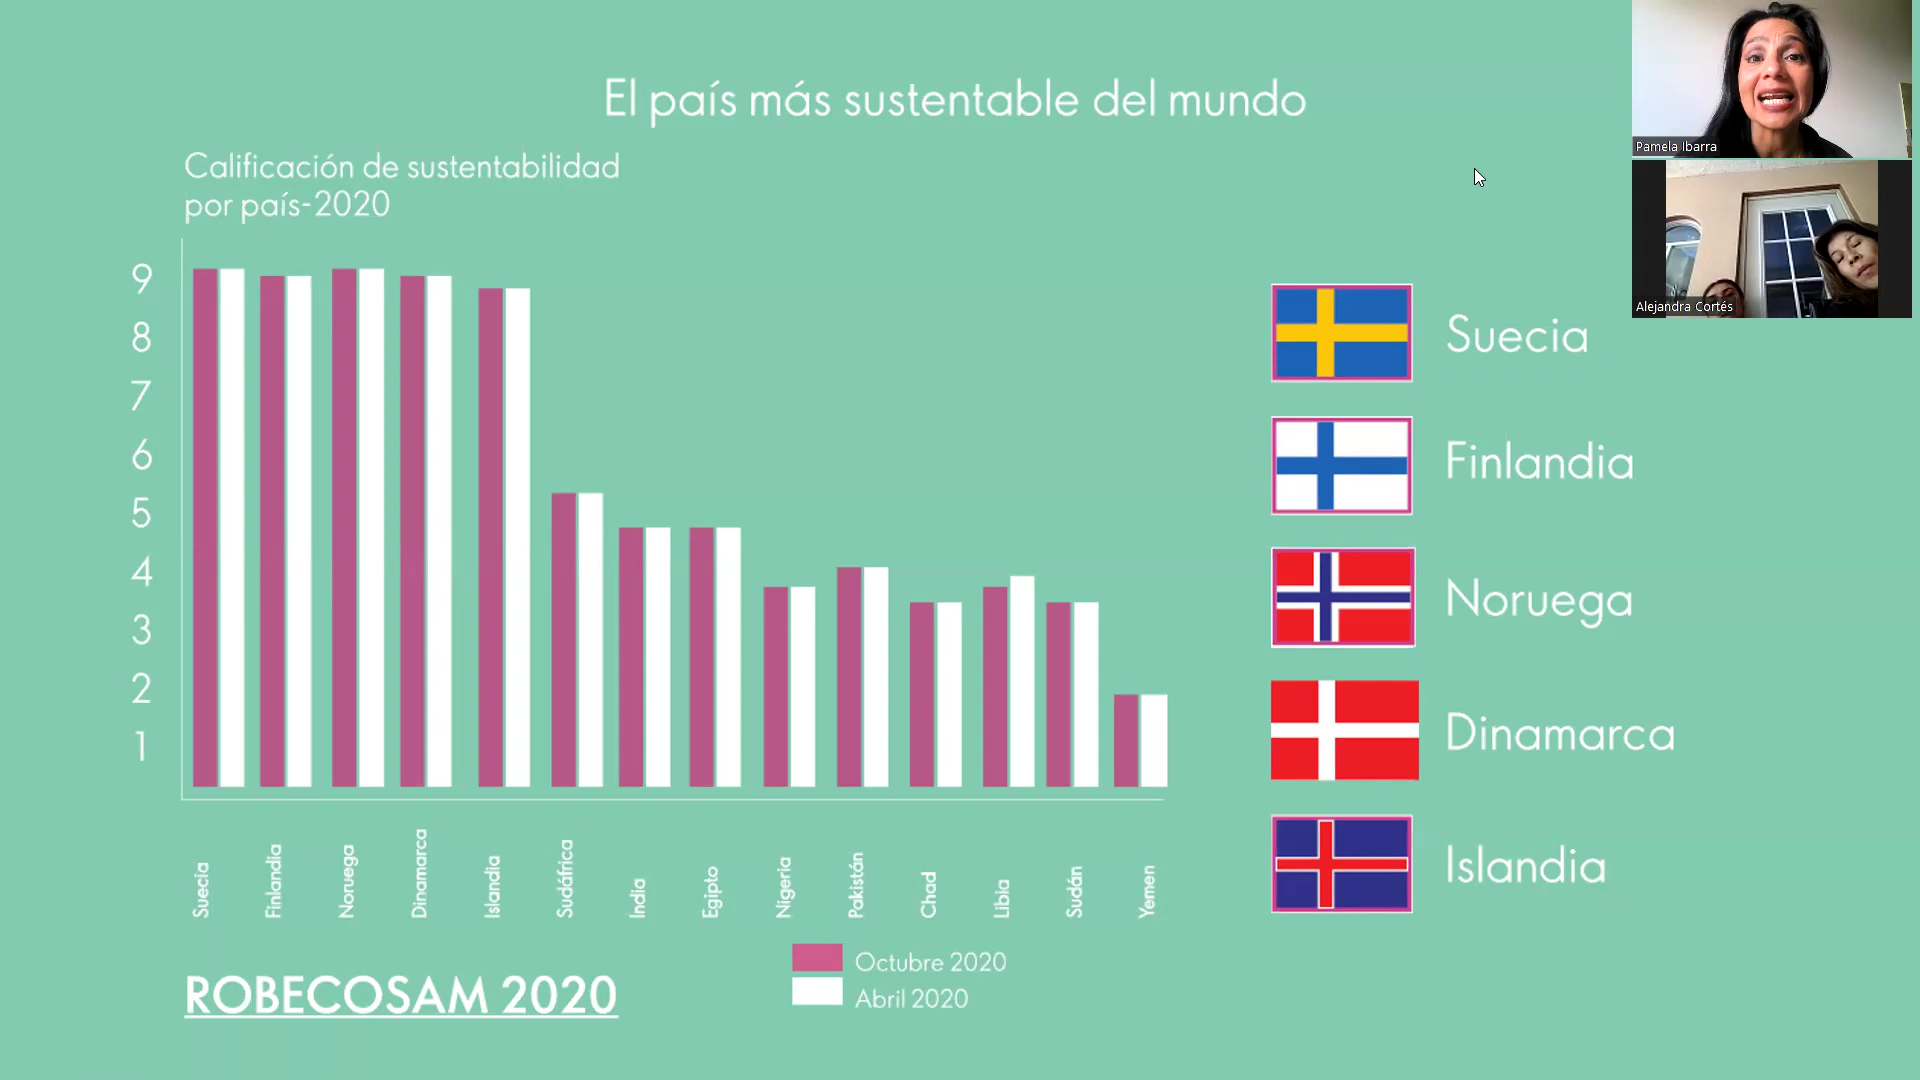 El país más sustentable del mundo
Calificación de sustentabilidad
por país-2020
9
8
7
6
5
4
3
2
1
Suecia
Finlandia
Noruega
Dinamarca
Islandia
Sudáfrica
India
Egipto
Nigeria
Pakistán
Chad
Libia
Sudán
Yemen
Octubre 2020
Abril 2020
ROBECOSAM 2020
Suecia
Finlandia
Noruega
Dinamarca
Islandia
Pamela Ibarra
Alejandra Cortés